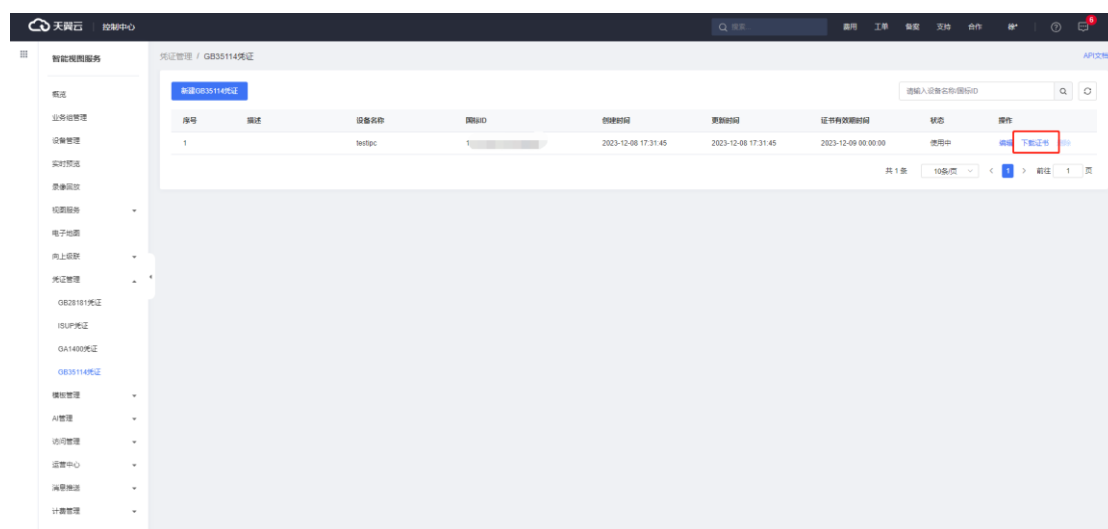 天翼云 控制中心 搜索 费用 工单 备案 支持 合作 6
智能视图服务 凭证管理 / GB35114凭证 API文档
新建GB35114凭证 请输入设备名称/国标ID
概览
业务组管理
序号 描述 设备名称 国标ID 创建时间 更新时间 证书有效期时间 状态 操作
设备管理
1 testipc 1 2023-12-08 17:31:45 2023-12-08 17:31:45 2023-12-09 00:00:00 使用中 编辑 下载证书 删除
实时预览
共 1 条 10条/页 1 前往 1 页
录像回放
视图服务
电子地图
向上级联
凭证管理
GB28181凭证
ISUP凭证
GA1400凭证
GB35114凭证
模板管理
AI管理
访问管理
运营中心
消息推送
计费管理